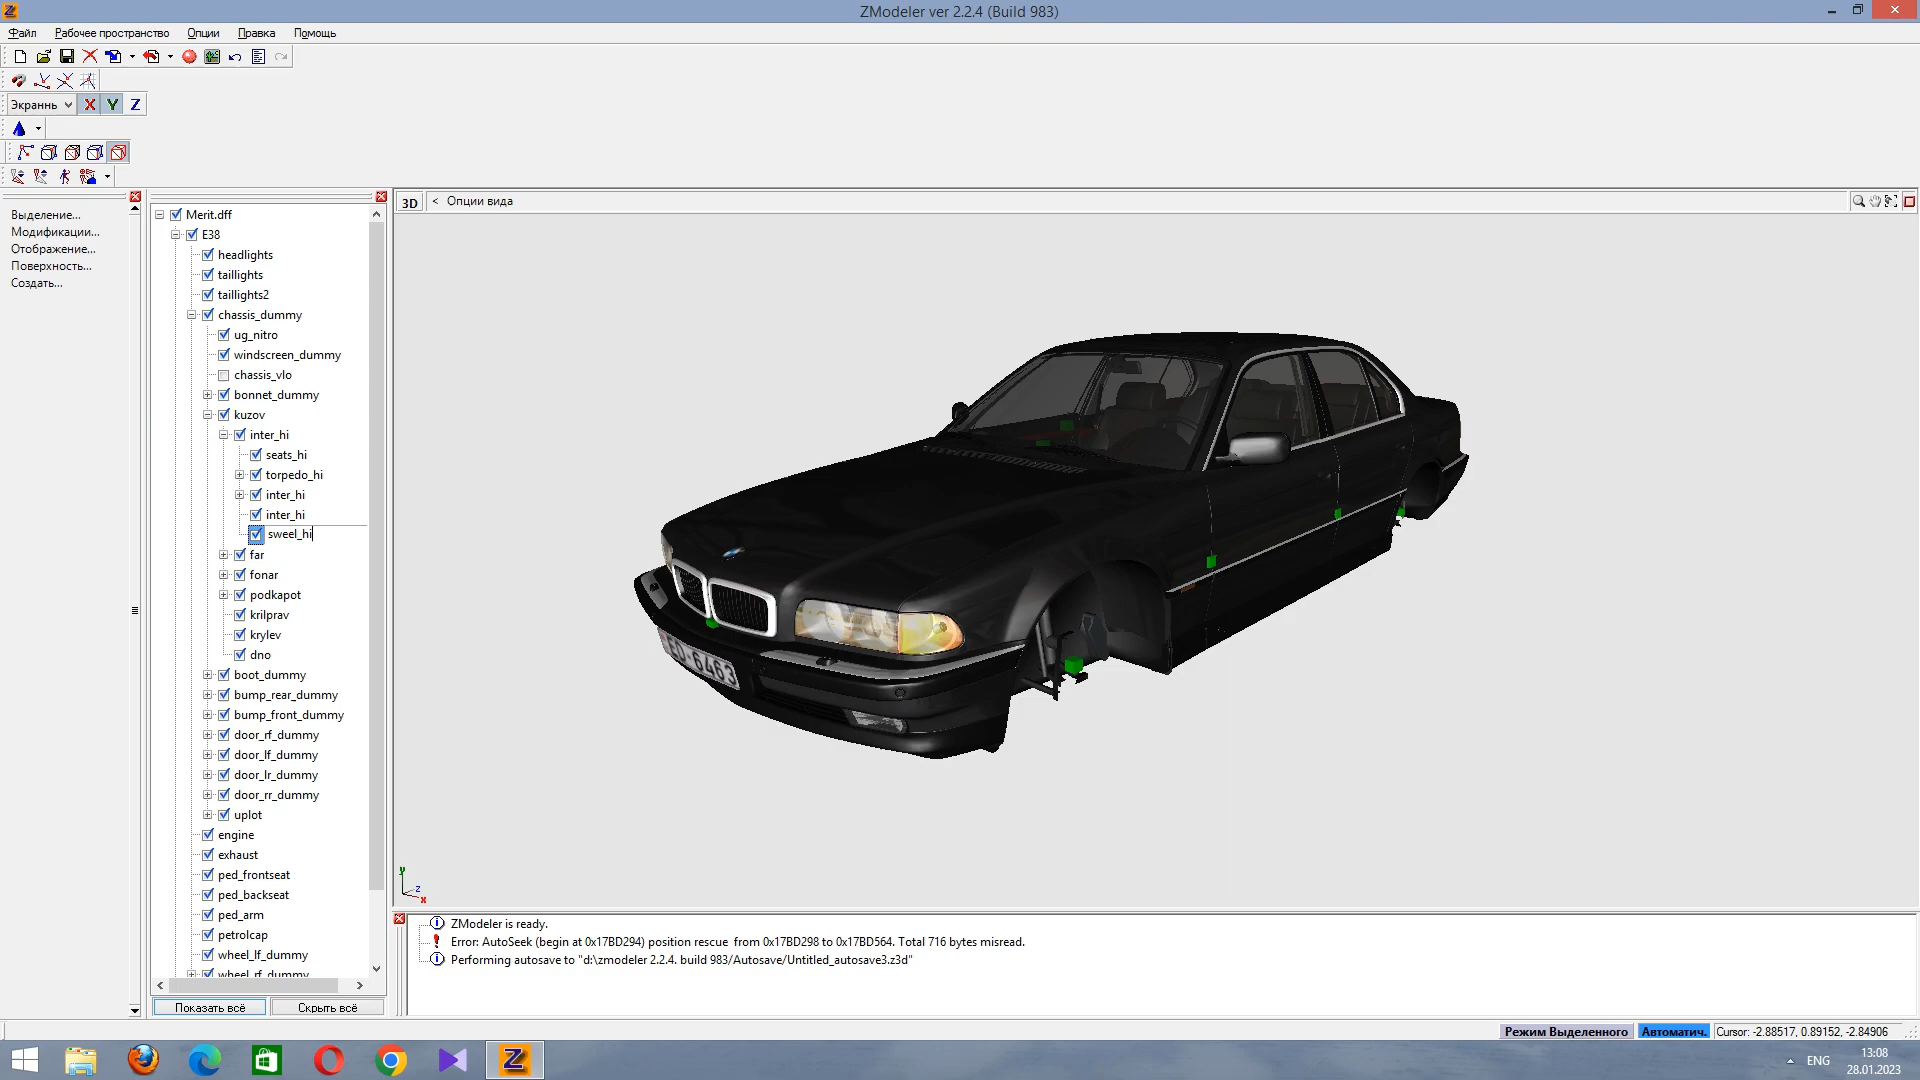 ZModeler ver 2.2.4 (Build 983)
Файл Рабочее пространство Опции Правка Помощь
Экраннь X Y Z
3D < Опции вида
Выделение...
Модификации...
Отображение...
Поверхность...
Создать...
Merit.dff
E38
headlights
taillights
taillights2
chassis_dummy
ug_nitro
windscreen_dummy
chassis_vlo
bonnet_dummy
kuzov
inter_hi
seats_hi
torpedo_hi
inter_hi
inter_hi
sweel_hi
far
fonar
podkapot
krilprav
krylev
dno
boot_dummy
bump_rear_dummy
bump_front_dummy
door_rf_dummy
door_lf_dummy
door_lr_dummy
door_rr_dummy
uplot
engine
exhaust
ped_frontseat
ped_backseat
ped_arm
petrolcap
wheel_lf_dummy
wheel_rf_dummy
Показать всё Скрыть всё
ED-6463
y
z
x
ZModeler is ready.
Error: AutoSeek (begin at 0x17BD294) position rescue from 0x17BD298 to 0x17BD564. Total 716 bytes misread.
Performing autosave to "d:\zmodeler 2.2.4. build 983/Autosave/Untitled_autosave3.z3d"
Режим Выделенного Автоматич. Cursor: -2.88517, 0.89152, -2.84906
ENG
13:08
28.01.2023